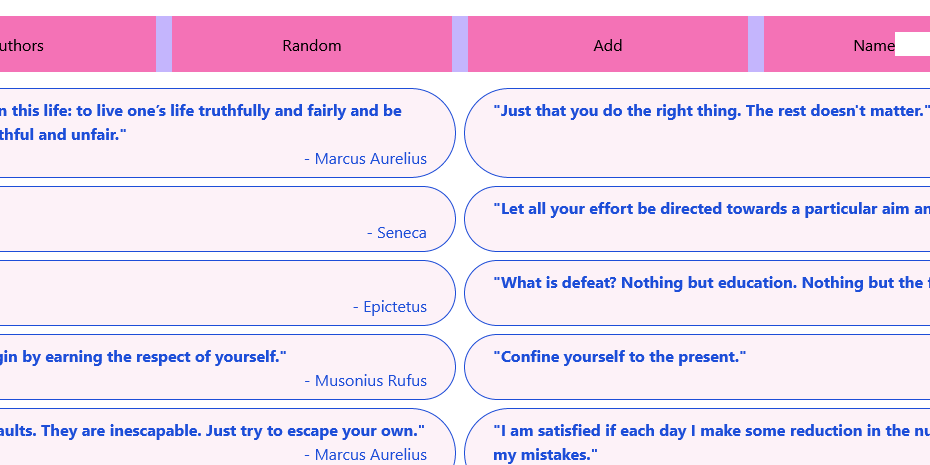 uthors
Random
Add
Name
n this life: to live one’s life truthfully and fairly and be
thful and unfair."
- Marcus Aurelius
"Just that you do the right thing. The rest doesn't matter."
- Seneca
"Let all your effort be directed towards a particular aim an
- Epictetus
"What is defeat? Nothing but education. Nothing but the f
gin by earning the respect of yourself."
- Musonius Rufus
"Confine yourself to the present."
aults. They are inescapable. Just try to escape your own."
- Marcus Aurelius
"I am satisfied if each day I make some reduction in the nu
my mistakes."